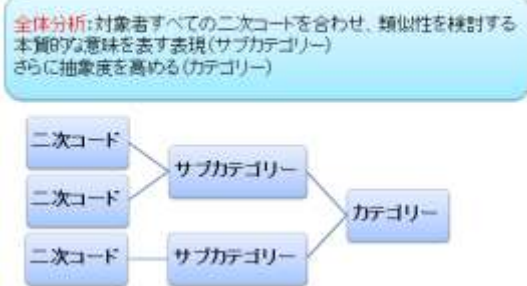 全体分析:対象者すべての二次コードを合わせ、類似性を検討する
本質的な意味を表す表現(サブカテゴリー)
さらに抽象度を高める(カテゴリー)
二次コード
サブカテゴリー
二次コード
カテゴリー
二次コード
サブカテゴリー